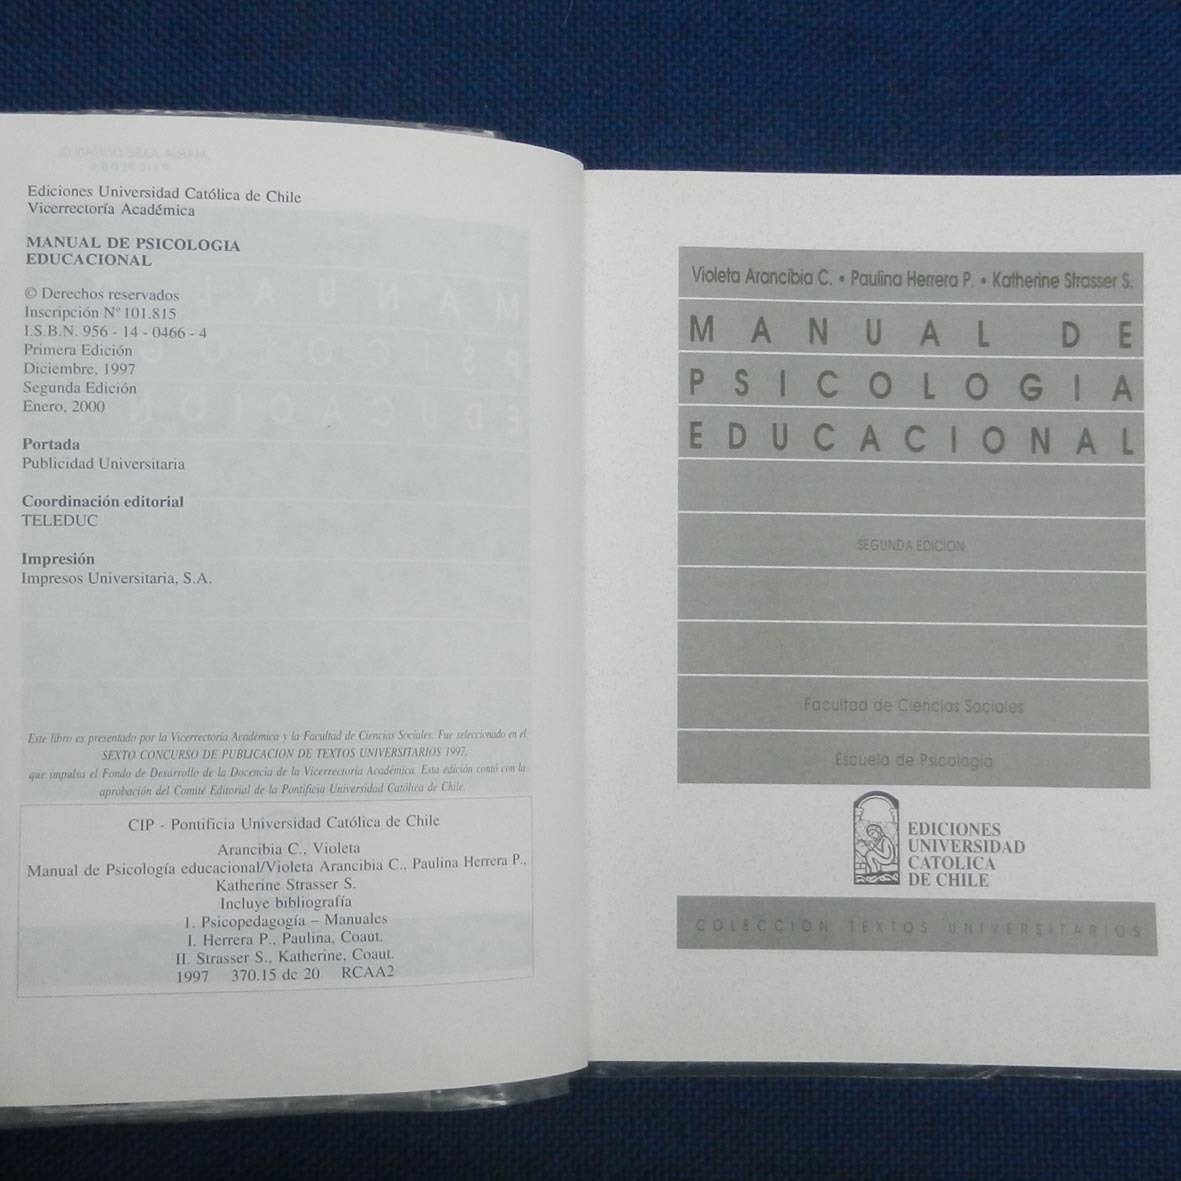 Ediciones Universidad Católica de Chile
Vicerrectoría Académica
MANUAL DE PSICOLOGIA
EDUCACIONAL
© Derechos reservados
Inscripción Nº 101.815
I.S.B.N. 956 - 14 - 0466 - 4
Primera Edición
Diciembre, 1997
Segunda Edición
Enero, 2000
Portada
Publicidad Universitaria
Coordinación editorial
TELEDUC
Impresión
Impresos Universitaria, S.A.
Este libro es presentado por la Vicerrectoría Académica y la Facultad de Ciencias Sociales. Fue seleccionado en el
SEXTO CONCURSO DE PUBLICACION DE TEXTOS UNIVERSITARIOS 1997,
que impulsa el Fondo de Desarrollo de la Docencia de la Vicerrectoría Académica. Esta edición contó con la
aprobación del Comité Editorial de la Pontificia Universidad Católica de Chile.
CIP - Pontificia Universidad Católica de Chile
Arancibia C., Violeta
Manual de Psicología educacional/Violeta Arancibia C., Paulina Herrera P.,
Katherine Strasser S.
Incluye bibliografía
1. Psicopedagogía – Manuales
I. Herrera P., Paulina, Coaut.
II. Strasser S., Katherine, Coaut.
1997 370.15 dc 20 RCAA2
Violeta Arancibia C. • Paulina Herrera P. • Katherine Strasser S.
MANUAL DE
PSICOLOGIA
EDUCACIONAL
SEGUNDA EDICION
Facultad de Ciencias Sociales
Escuela de Psicología
EDICIONES
UNIVERSIDAD
CATOLICA
DE CHILE
COLECCION TEXTOS UNIVERSITARIOS